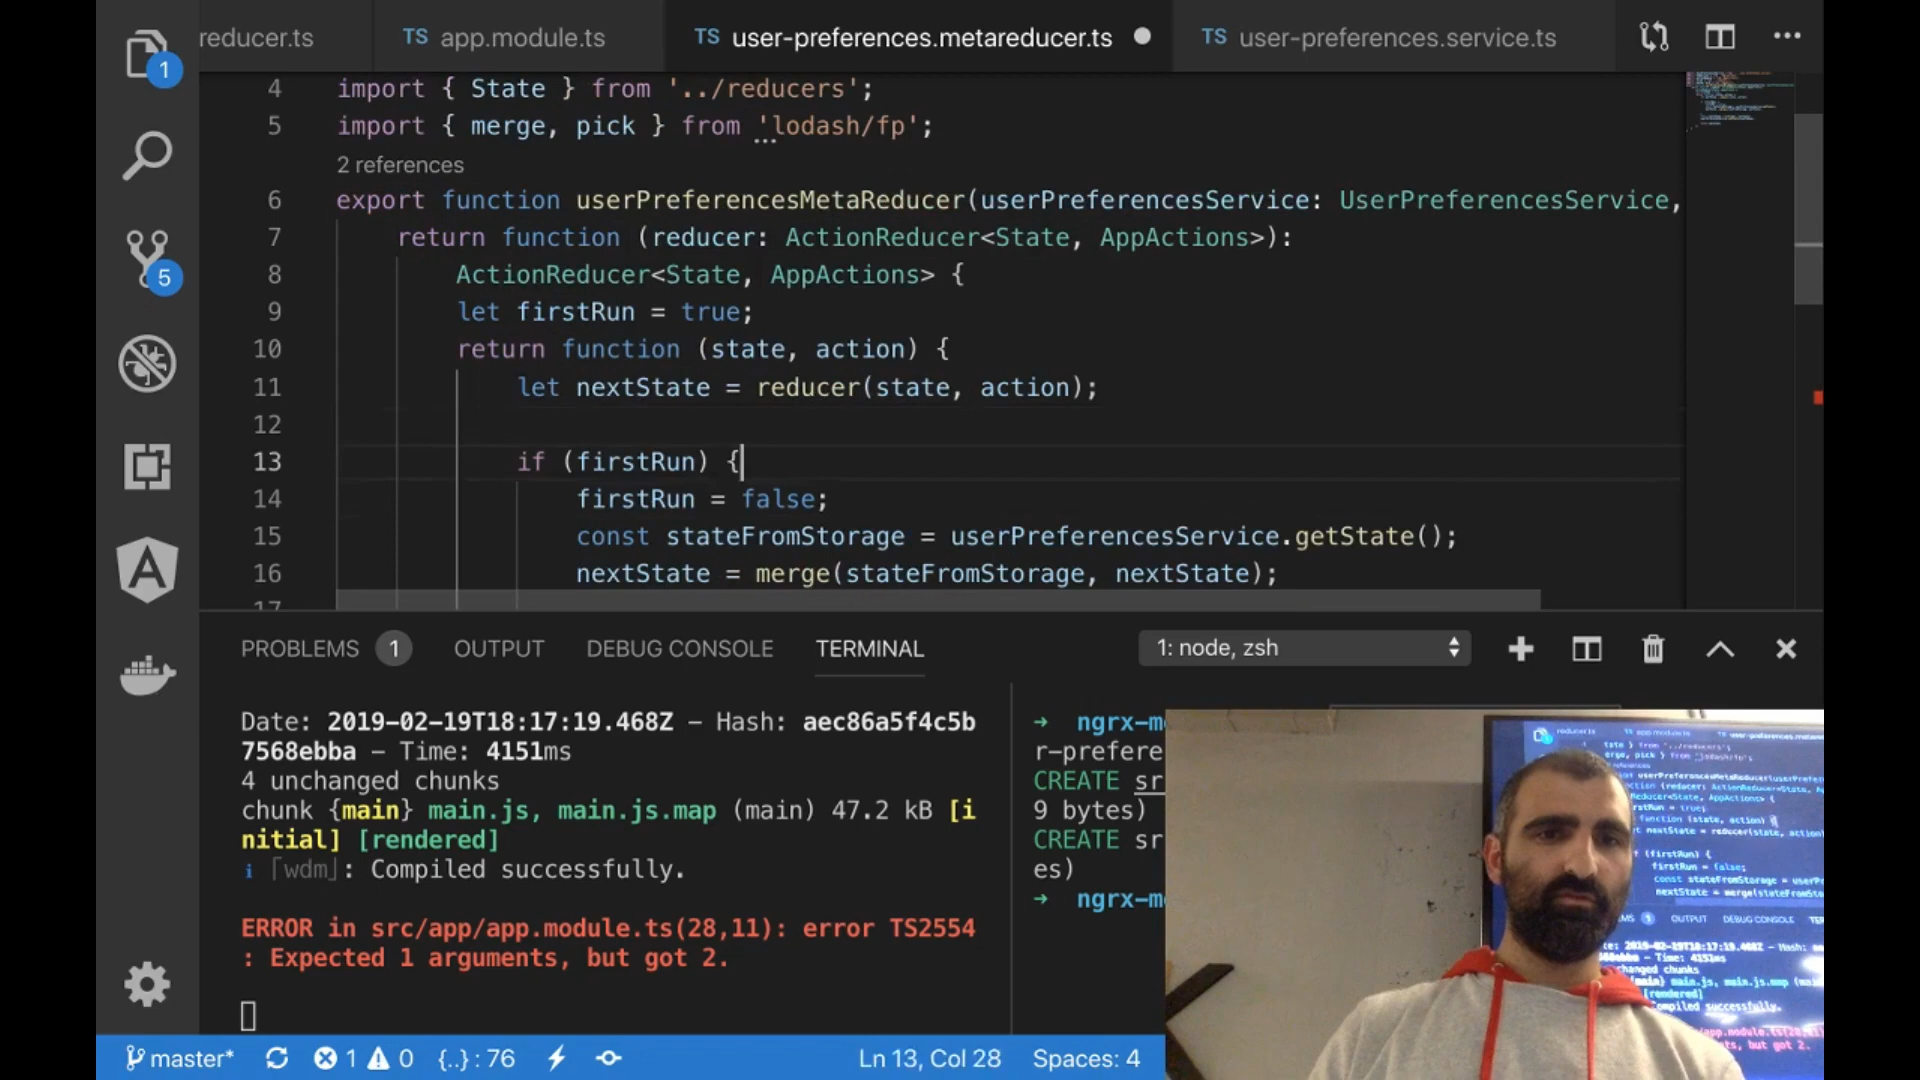 reducer.ts
TS app.module.ts
TS user-preferences.metareducer.ts
TS user-preferences.service.ts
1
5
4 import { State } from '../reducers';
5 import { merge, pick } from 'lodash/fp';
2 references
6 export function userPreferencesMetaReducer(userPreferencesService: UserPreferencesService,
7 return function (reducer: ActionReducer<State, AppActions>):
8 ActionReducer<State, AppActions> {
9 let firstRun = true;
10 return function (state, action) {
11 let nextState = reducer(state, action);
12
13 if (firstRun) {
14 firstRun = false;
15 const stateFromStorage = userPreferencesService.getState();
16 nextState = merge(stateFromStorage, nextState);
17
PROBLEMS 1 OUTPUT DEBUG CONSOLE TERMINAL
1: node, zsh
Date: 2019-02-19T18:17:19.468Z - Hash: aec86a5f4c5b
7568ebba - Time: 4151ms
4 unchanged chunks
chunk {main} main.js, main.js.map (main) 47.2 kB [i
nitial] [rendered]
i ｢wdm｣: Compiled successfully.
ERROR in src/app/app.module.ts(28,11): error TS2554
: Expected 1 arguments, but got 2.
→ ngrx-m
r-prefere
CREATE sr
9 bytes)
CREATE sr
es)
→ ngrx-m
master* 1 0 {..} : 76 Ln 13, Col 28 Spaces: 4